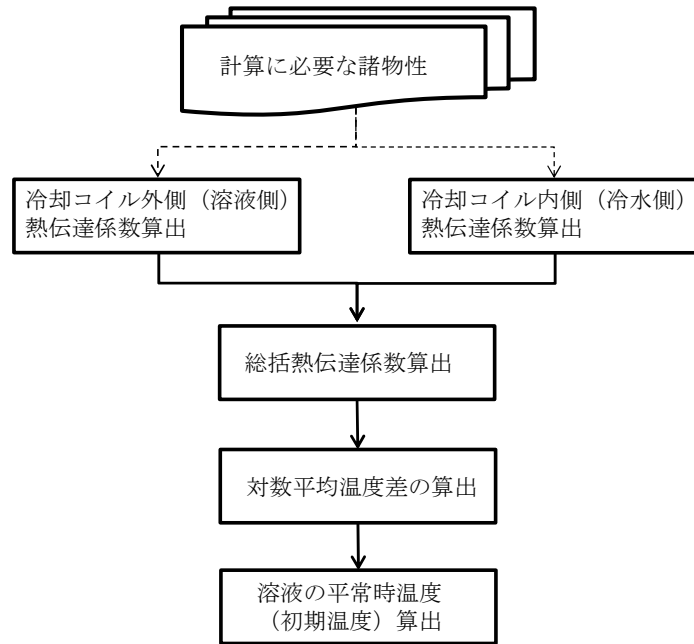 計算に必要な諸物性
冷却コイル外側（溶液側）
熱伝達係数算出
冷却コイル内側（冷水側）
熱伝達係数算出
総括熱伝達係数算出
対数平均温度差の算出
溶液の平常時温度
（初期温度）算出